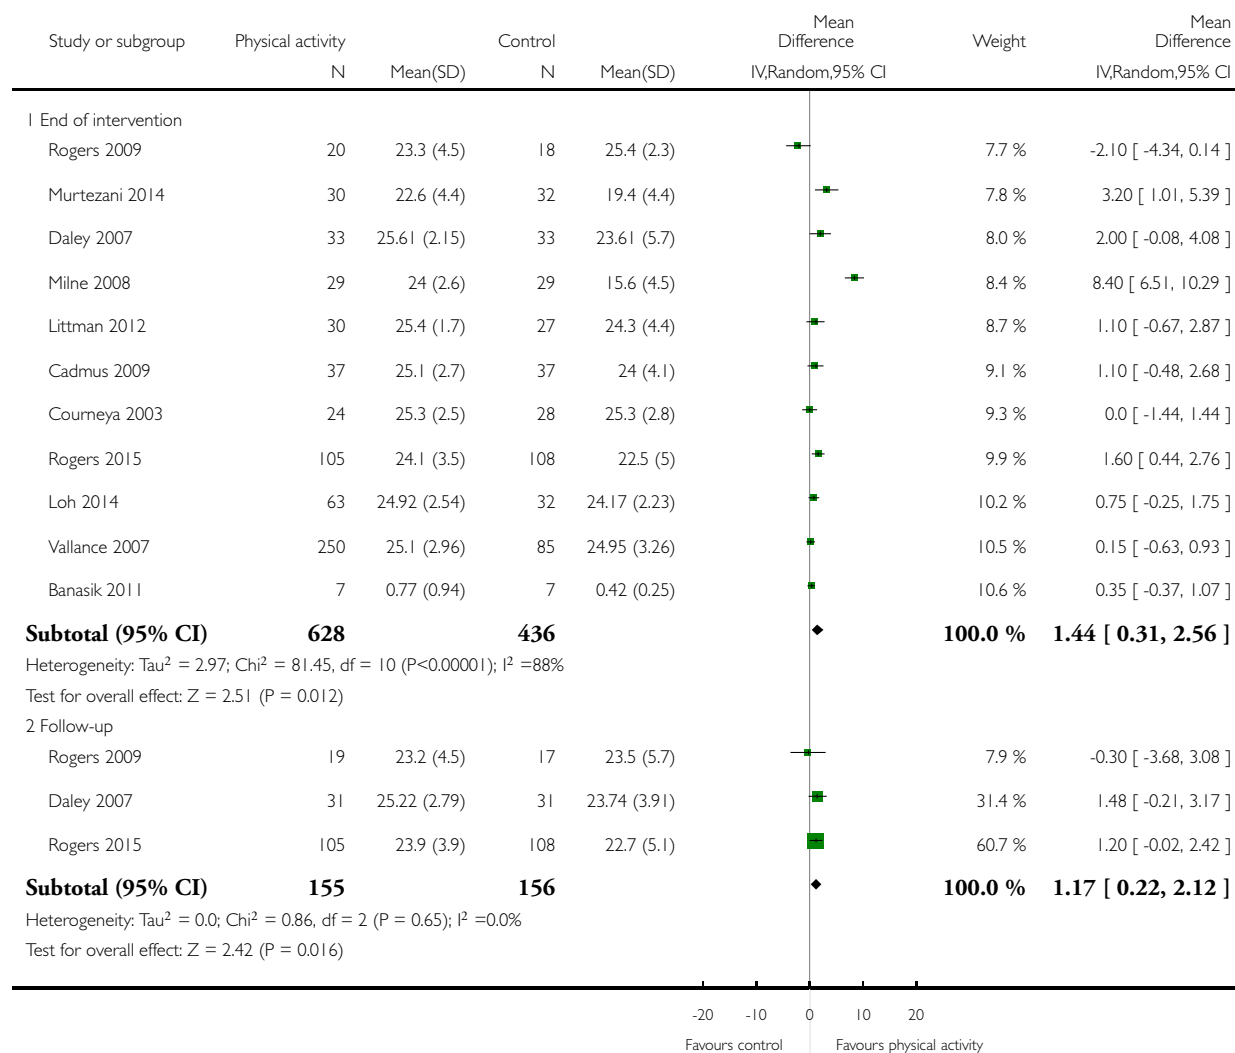 Study or subgroup Physical activity Control Mean Difference Weight Mean Difference
N Mean(SD) N Mean(SD) IV,Random,95% CI IV,Random,95% CI
1 End of intervention
Rogers 2009 20 23.3 (4.5) 18 25.4 (2.3) 7.7 % -2.10 [ -4.34, 0.14 ]
Murtezani 2014 30 22.6 (4.4) 32 19.4 (4.4) 7.8 % 3.20 [ 1.01, 5.39 ]
Daley 2007 33 25.61 (2.15) 33 23.61 (5.7) 8.0 % 2.00 [ -0.08, 4.08 ]
Milne 2008 29 24 (2.6) 29 15.6 (4.5) 8.4 % 8.40 [ 6.51, 10.29 ]
Littman 2012 30 25.4 (1.7) 27 24.3 (4.4) 8.7 % 1.10 [ -0.67, 2.87 ]
Cadmus 2009 37 25.1 (2.7) 37 24 (4.1) 9.1 % 1.10 [ -0.48, 2.68 ]
Courneya 2003 24 25.3 (2.5) 28 25.3 (2.8) 9.3 % 0.0 [ -1.44, 1.44 ]
Rogers 2015 105 24.1 (3.5) 108 22.5 (5) 9.9 % 1.60 [ 0.44, 2.76 ]
Loh 2014 63 24.92 (2.54) 32 24.17 (2.23) 10.2 % 0.75 [ -0.25, 1.75 ]
Vallance 2007 250 25.1 (2.96) 85 24.95 (3.26) 10.5 % 0.15 [ -0.63, 0.93 ]
Banasik 2011 7 0.77 (0.94) 7 0.42 (0.25) 10.6 % 0.35 [ -0.37, 1.07 ]
Subtotal (95% CI) 628 436 100.0 % 1.44 [ 0.31, 2.56 ]
Heterogeneity: Tau² = 2.97; Chi² = 81.45, df = 10 (P<0.00001); I² =88%
Test for overall effect: Z = 2.51 (P = 0.012)
2 Follow-up
Rogers 2009 19 23.2 (4.5) 17 23.5 (5.7) 7.9 % -0.30 [ -3.68, 3.08 ]
Daley 2007 31 25.22 (2.79) 31 23.74 (3.91) 31.4 % 1.48 [ -0.21, 3.17 ]
Rogers 2015 105 23.9 (3.9) 108 22.7 (5.1) 60.7 % 1.20 [ -0.02, 2.42 ]
Subtotal (95% CI) 155 156 100.0 % 1.17 [ 0.22, 2.12 ]
Heterogeneity: Tau² = 0.0; Chi² = 0.86, df = 2 (P = 0.65); I² =0.0%
Test for overall effect: Z = 2.42 (P = 0.016)
-20 -10 0 10 20
Favours control Favours physical activity